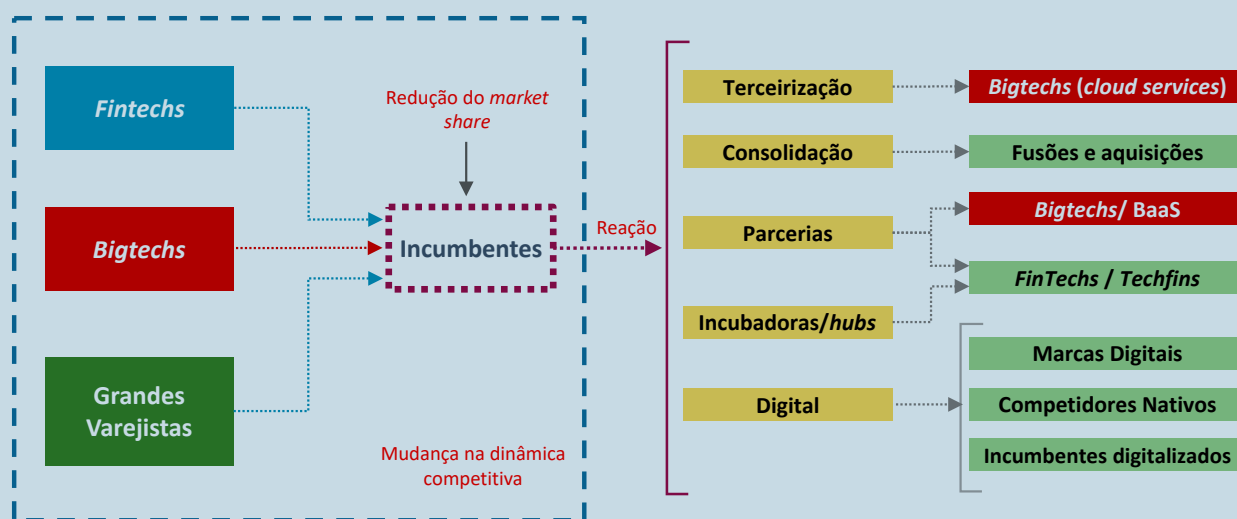 Fintechs
Bigtechs
Grandes
Varejistas
Redução do market
share
Incumbentes
Mudança na dinâmica
competitiva
Reação
Terceirização
Consolidação
Parcerias
Incubadoras/hubs
Digital
Bigtechs (cloud services)
Fusões e aquisições
Bigtechs/ BaaS
FinTechs / Techfins
Marcas Digitais
Competidores Nativos
Incumbentes digitalizados